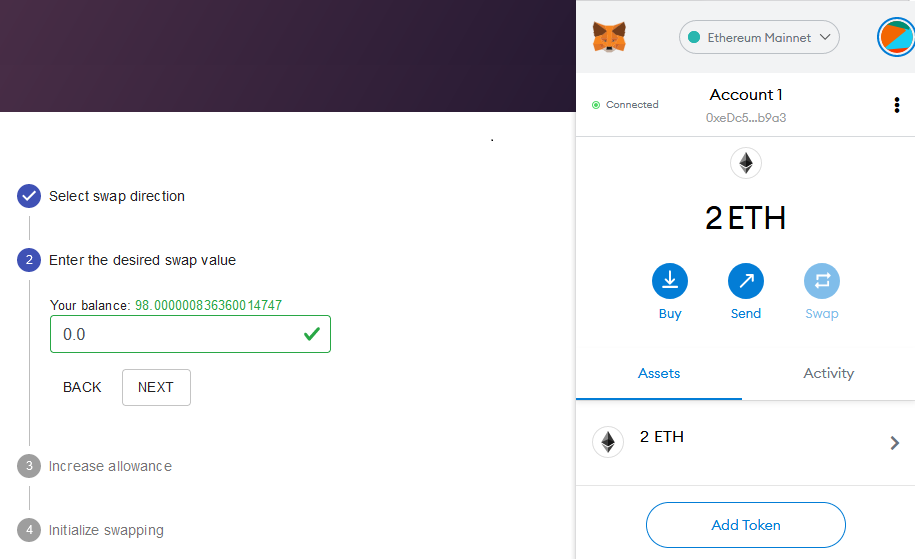 Select swap direction
2 Enter the desired swap value
Your balance: 98.000000836360014747
0.0
BACK NEXT
3 Increase allowance
4 Initialize swapping
Ethereum Mainnet
Connected
Account 1
0xeDc5...b9a3
2 ETH
Buy Send Swap
Assets Activity
2 ETH
Add Token